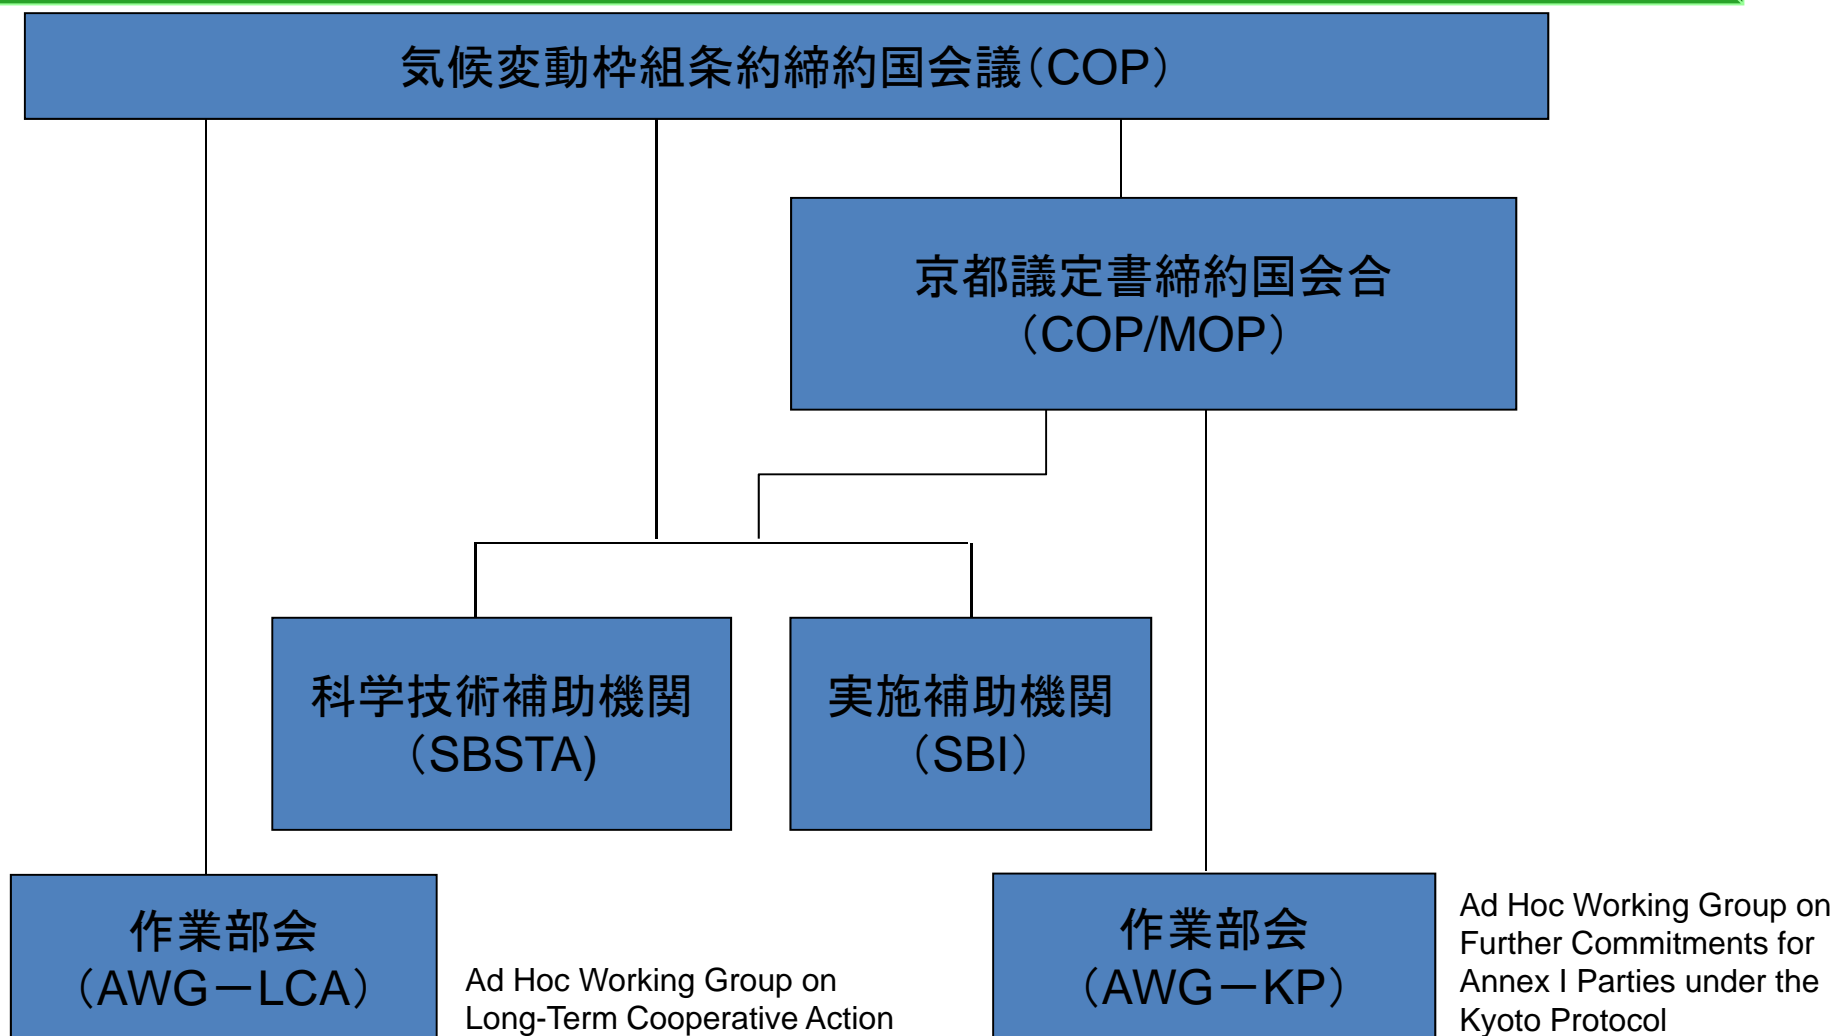 気候変動枠組条約締約国会議（COP）
京都議定書締約国会合
（COP/MOP）
科学技術補助機関
（SBSTA)
実施補助機関
（SBI）
作業部会
（AWG－LCA）
Ad Hoc Working Group on
Long-Term Cooperative Action
作業部会
（AWG－KP）
Ad Hoc Working Group on
Further Commitments for
Annex I Parties under the
Kyoto Protocol